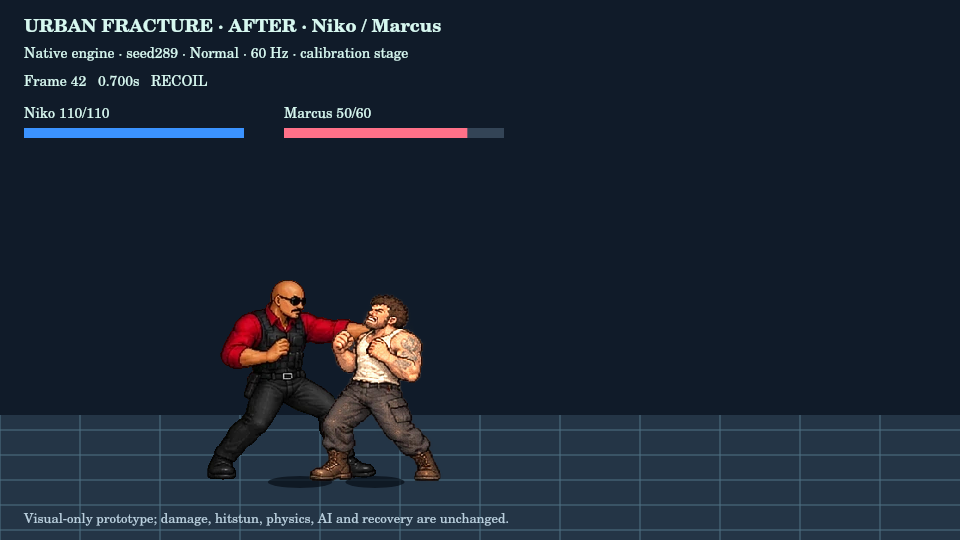 URBAN FRACTURE · AFTER · Niko / Marcus
Native engine · seed289 · Normal · 60 Hz · calibration stage
Frame 42 0.700s RECOIL
Niko 110/110 Marcus 50/60
Visual-only prototype; damage, hitstun, physics, AI and recovery are unchanged.